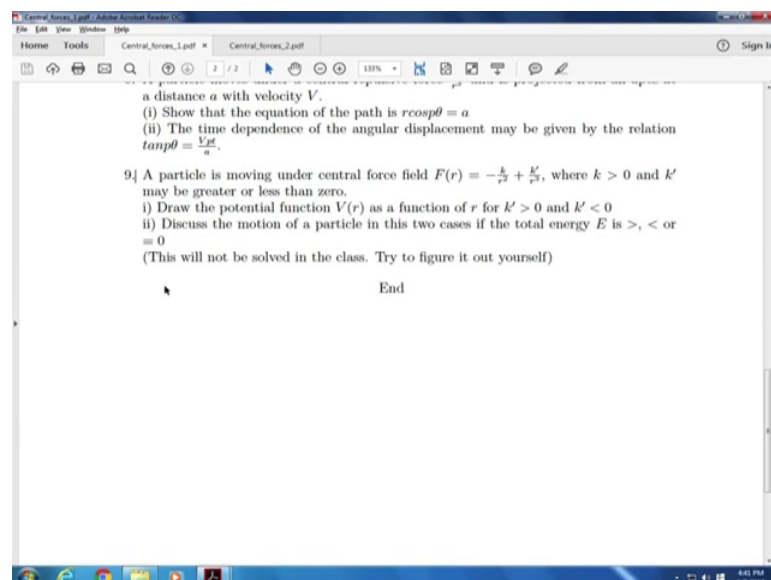 Central_forces_1.pdf - Adobe Acrobat Reader DC
File Edit View Window Help
Home Tools Central_forces_1.pdf × Central_forces_2.pdf Sign In
2 / 2 133%
a distance a with velocity V.
(i) Show that the equation of the path is rcospθ = a
(ii) The time dependence of the angular displacement may be given by the relation
tanpθ = Vpt/a.
9. A particle is moving under central force field F(r) = −k/r² + k′/r³, where k > 0 and k′
may be greater or less than zero.
i) Draw the potential function V(r) as a function of r for k′ > 0 and k′ < 0
ii) Discuss the motion of a particle in this two cases if the total energy E is >, < or
= 0
(This will not be solved in the class. Try to figure it out yourself)
End
6:41 PM